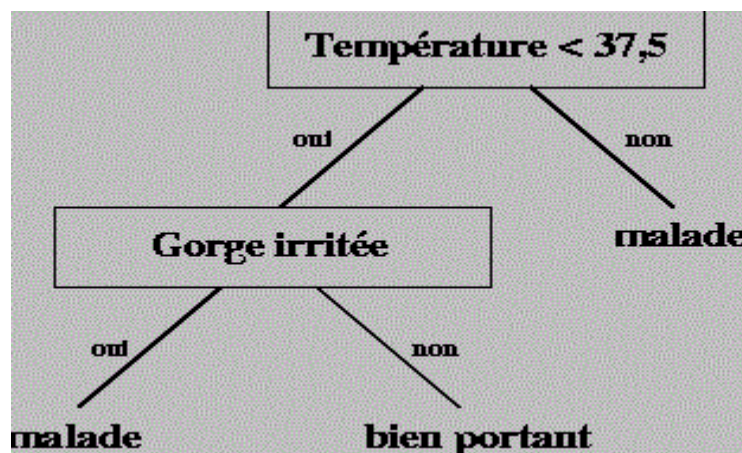 Température < 37,5
oui
non
malade
Gorge irritée
oui
non
malade
bien portant